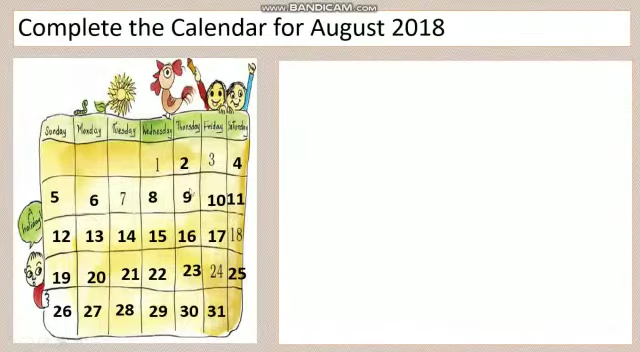 WWW.BANDICAM.COM
Complete the Calendar for August 2018
Sunday Monday Tuesday Wednesday Thursday Friday Saturday
1 2 3 4
5 6 7 8 9 10 11
A holiday!
12 13 14 15 16 17 18
19 20 21 22 23 24 25
26 27 28 29 30 31